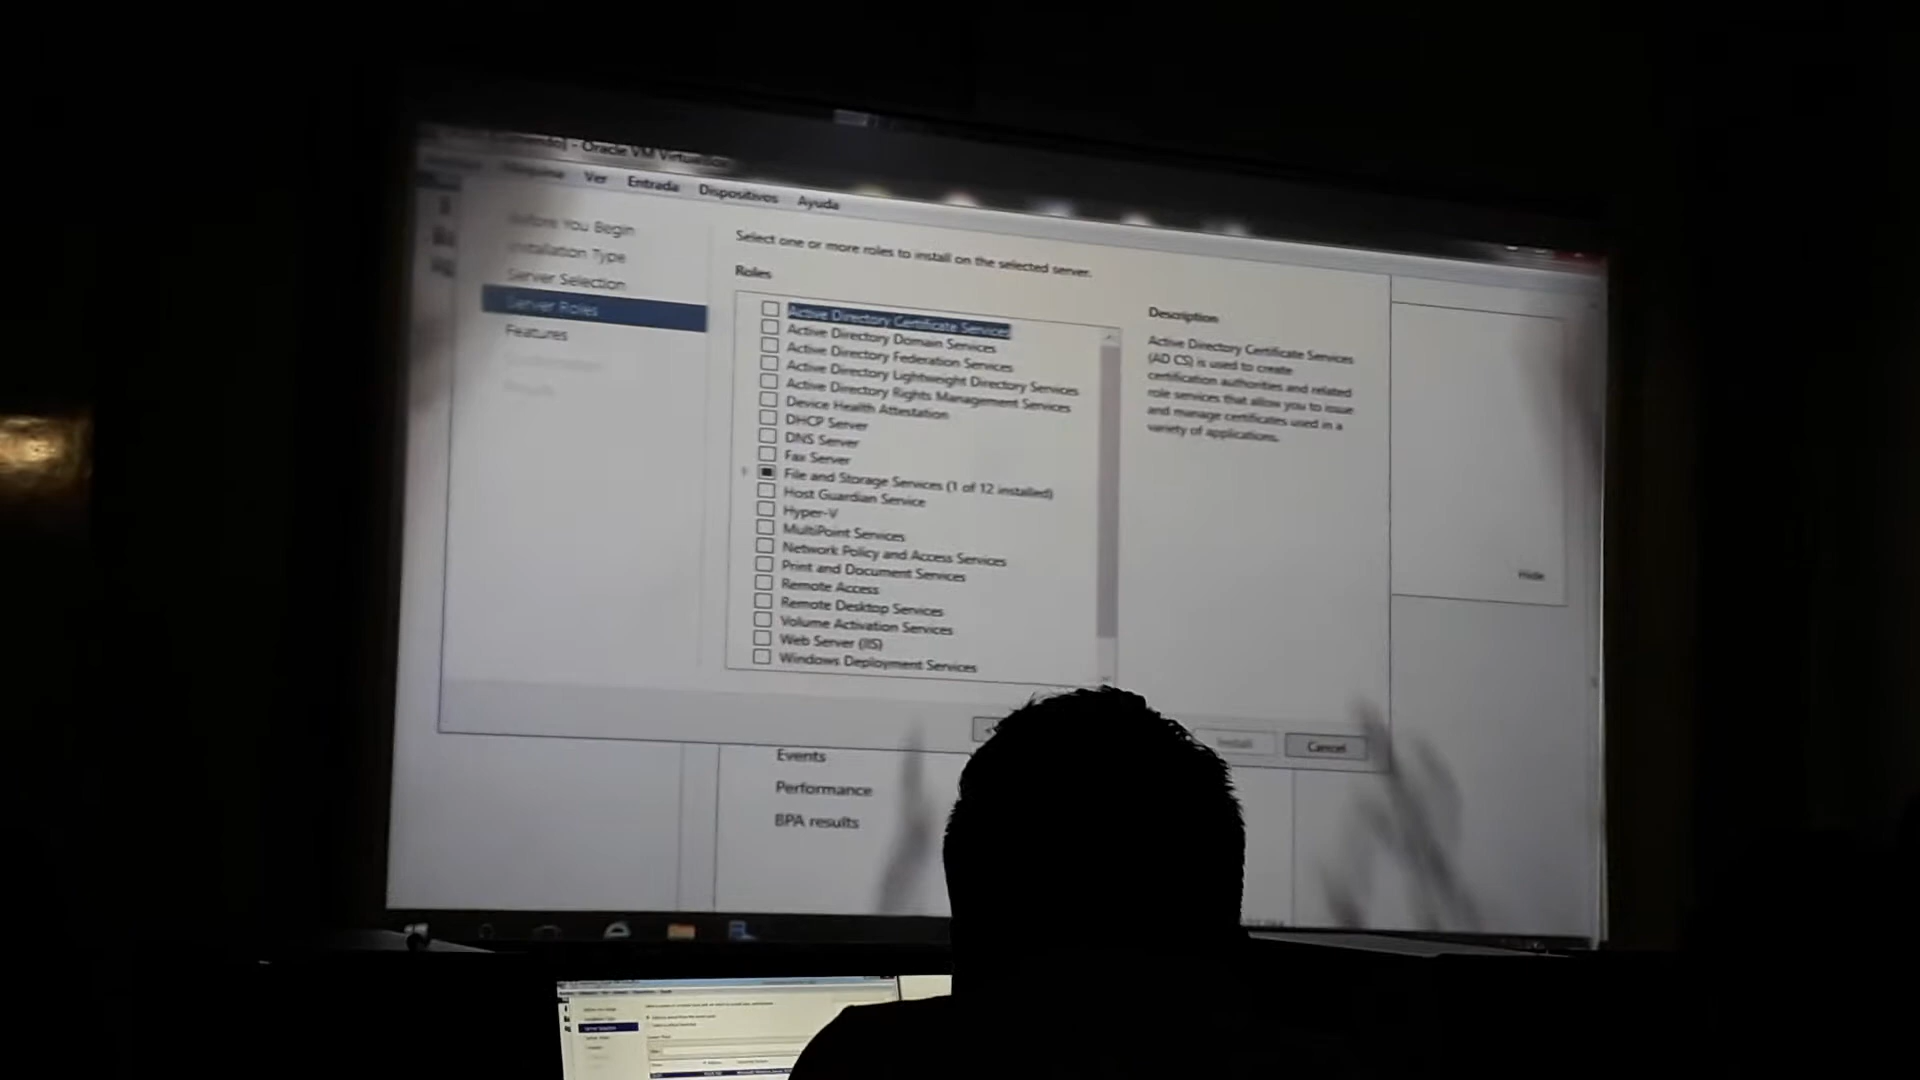 - Oracle VM VirtualBox
Ver Entrada Dispositivos Ayuda
Before You Begin
Installation Type
Server Selection
Server Roles
Features
Select one or more roles to install on the selected server.
Roles
Active Directory Certificate Services
Active Directory Domain Services
Active Directory Federation Services
Active Directory Lightweight Directory Services
Active Directory Rights Management Services
Device Health Attestation
DHCP Server
DNS Server
Fax Server
File and Storage Services (1 of 12 installed)
Host Guardian Service
Hyper-V
MultiPoint Services
Network Policy and Access Services
Print and Document Services
Remote Access
Remote Desktop Services
Volume Activation Services
Web Server (IIS)
Windows Deployment Services
Description
Active Directory Certificate Services
(AD CS) is used to create
certification authorities and related
role services that allow you to issue
and manage certificates used in a
variety of applications.
Hide
Install
Cancel
Events
Performance
BPA results